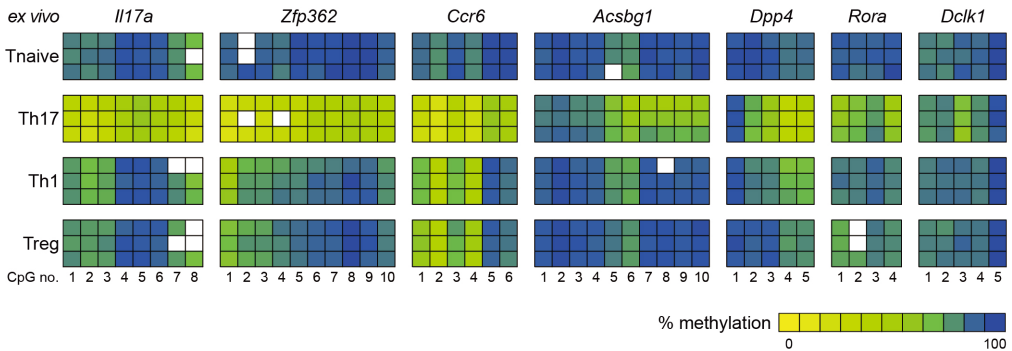 ex vivo Il17a Zfp362 Ccr6 Acsbg1 Dpp4 Rora Dclk1
Tnaive
Th17
Th1
Treg
CpG no. 1 2 3 4 5 6 7 8 1 2 3 4 5 6 7 8 9 10 1 2 3 4 5 6 1 2 3 4 5 6 7 8 9 10 1 2 3 4 5 1 2 3 4 1 2 3 4 5
% methylation
0 100